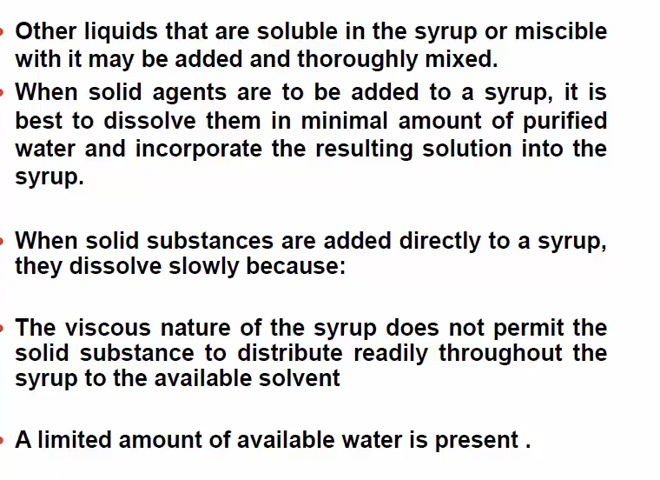 • Other liquids that are soluble in the syrup or miscible
with it may be added and thoroughly mixed.
• When solid agents are to be added to a syrup, it is
best to dissolve them in minimal amount of purified
water and incorporate the resulting solution into the
syrup.
• When solid substances are added directly to a syrup,
they dissolve slowly because:
• The viscous nature of the syrup does not permit the
solid substance to distribute readily throughout the
syrup to the available solvent
• A limited amount of available water is present .